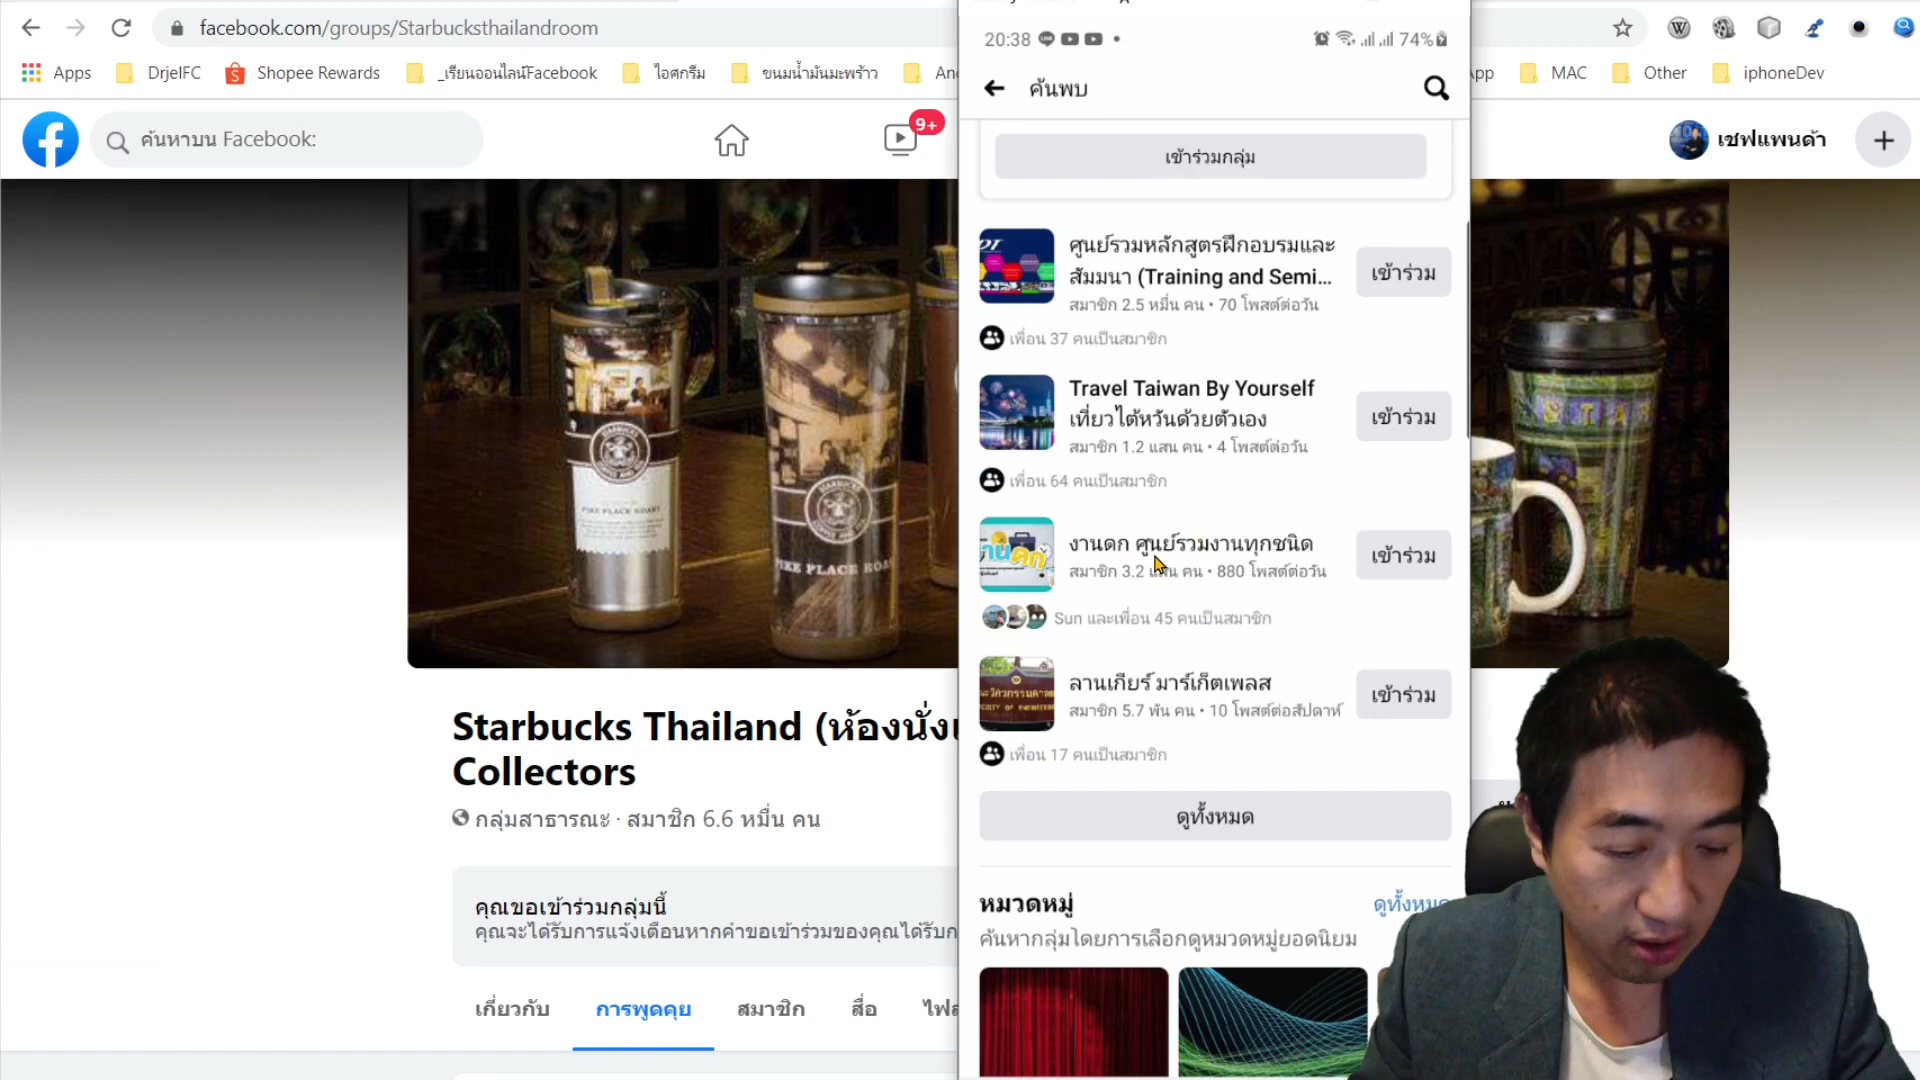 facebook.com/groups/Starbucksthailandroom
Apps
DrjelFC
Shopee Rewards
_เรียนออนไลน์Facebook
ไอศกรีม
ขนมน้ำมันมะพร้าว
MAC
Other
iphoneDev
ค้นหาบน Facebook:
9+
เชฟแพนด้า
STARBUCKS
PIKE PLACE ROAST
STARBUCKS
Starbucks Thailand
Collectors
กลุ่มสาธารณะ · สมาชิก 6.6 หมื่น คน
คุณขอเข้าร่วมกลุ่มนี้
คุณจะได้รับการแจ้งเตือนหากคำขอเข้าร่วมของคุณได้รับก
เกี่ยวกับ
การพูดคุย
สมาชิก
สื่อ
20:38
74%
ค้นพบ
เข้าร่วมกลุ่ม
ศูนย์รวมหลักสูตรฝึกอบรมและ
สัมมนา (Training and Semi...
สมาชิก 2.5 หมื่น คน • 70 โพสต์ต่อวัน
เข้าร่วม
เพื่อน 37 คนเป็นสมาชิก
Travel Taiwan By Yourself
เที่ยวไต้หวันด้วยตัวเอง
สมาชิก 1.2 แสน คน • 4 โพสต์ต่อวัน
เข้าร่วม
เพื่อน 64 คนเป็นสมาชิก
งานดก ศูนย์รวมงานทุกชนิด
สมาชิก 3.2 แสน คน • 880 โพสต์ต่อวัน
เข้าร่วม
Sun และเพื่อน 45 คนเป็นสมาชิก
ลานเกียร์ มาร์เก็ตเพลส
สมาชิก 5.7 พัน คน • 10 โพสต์ต่อสัปดาห์
เข้าร่วม
เพื่อน 17 คนเป็นสมาชิก
ดูทั้งหมด
หมวดหมู่
ดูทั้งหมด
ค้นหากลุ่มโดยการเลือกดูหมวดหมู่ยอดนิยม